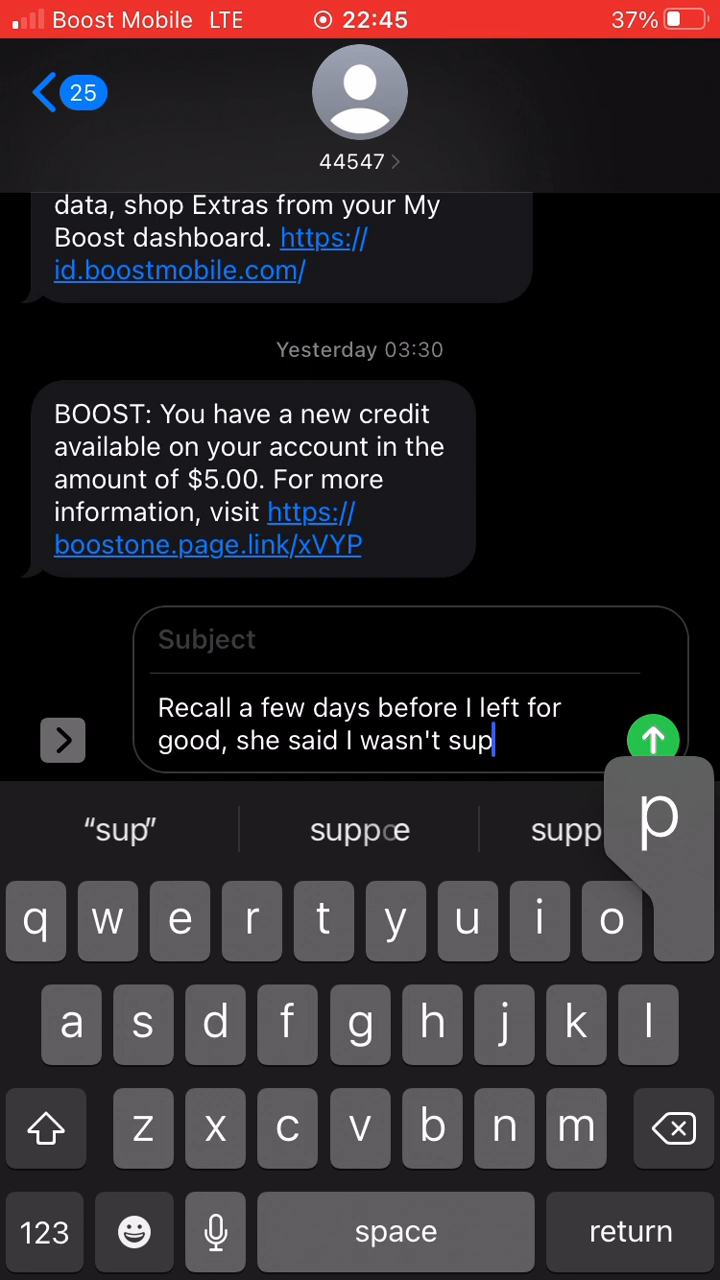 Boost Mobile LTE 22:45 37%
25
44547
data, shop Extras from your My
Boost dashboard. https://
id.boostmobile.com/
Yesterday 03:30
BOOST: You have a new credit
available on your account in the
amount of $5.00. For more
information, visit https://
boostone.page.link/xVYP
Subject
Recall a few days before I left for
good, she said I wasn't sup
“sup” supp
p
q w e r t y u i o
a s d f g h j k l
z x c v b n m
123 space return